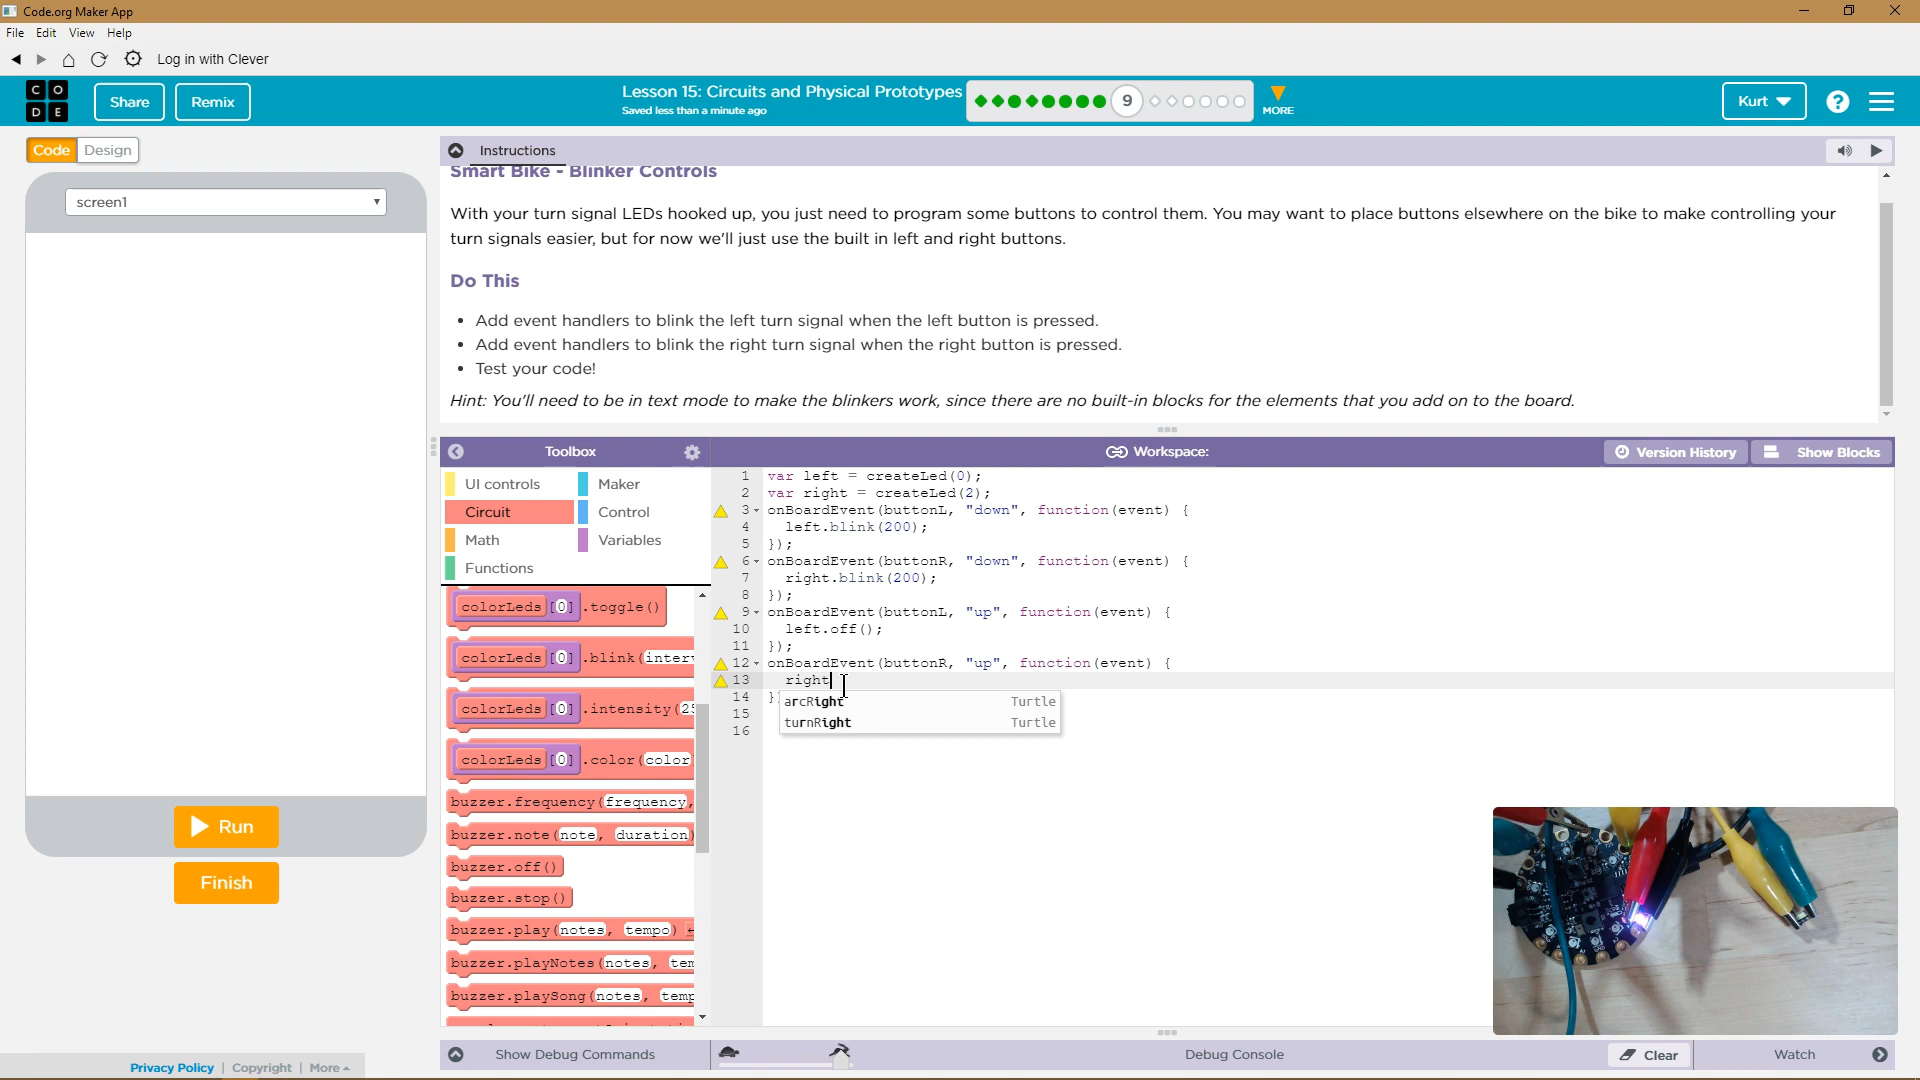 Code.org Maker App
File Edit View Help
Log in with Clever
CODE
Share
Remix
Lesson 15: Circuits and Physical Prototypes
Saved less than a minute ago
9
MORE
Kurt
?
Code
Design
screen1
Run
Finish
Instructions
Smart Bike - Blinker Controls
With your turn signal LEDs hooked up, you just need to program some buttons to control them. You may want to place buttons elsewhere on the bike to make controlling your
turn signals easier, but for now we'll just use the built in left and right buttons.
Do This
Add event handlers to blink the left turn signal when the left button is pressed.
Add event handlers to blink the right turn signal when the right button is pressed.
Test your code!
Hint: You'll need to be in text mode to make the blinkers work, since there are no built-in blocks for the elements that you add on to the board.
Toolbox
Workspace:
Version History
Show Blocks
UI controls
Maker
Circuit
Control
Math
Variables
Functions
colorLeds [0] .toggle()
colorLeds [0] .blink(interv
colorLeds [0] .intensity(25
colorLeds [0] .color(color
buzzer.frequency(frequency,
buzzer.note(note, duration)
buzzer.off()
buzzer.stop()
buzzer.play(notes, tempo)
buzzer.playNotes(notes, tem
buzzer.playSong(notes, temp
1 var left = createLed(0);
2 var right = createLed(2);
3 onBoardEvent(buttonL, "down", function(event) {
4 left.blink(200);
5 });
6 onBoardEvent(buttonR, "down", function(event) {
7 right.blink(200);
8 });
9 onBoardEvent(buttonL, "up", function(event) {
10 left.off();
11 });
12 onBoardEvent(buttonR, "up", function(event) {
13 right
14 }
15
16
arcRight Turtle
turnRight Turtle
Show Debug Commands
Debug Console
Clear
Watch
Privacy Policy | Copyright | More